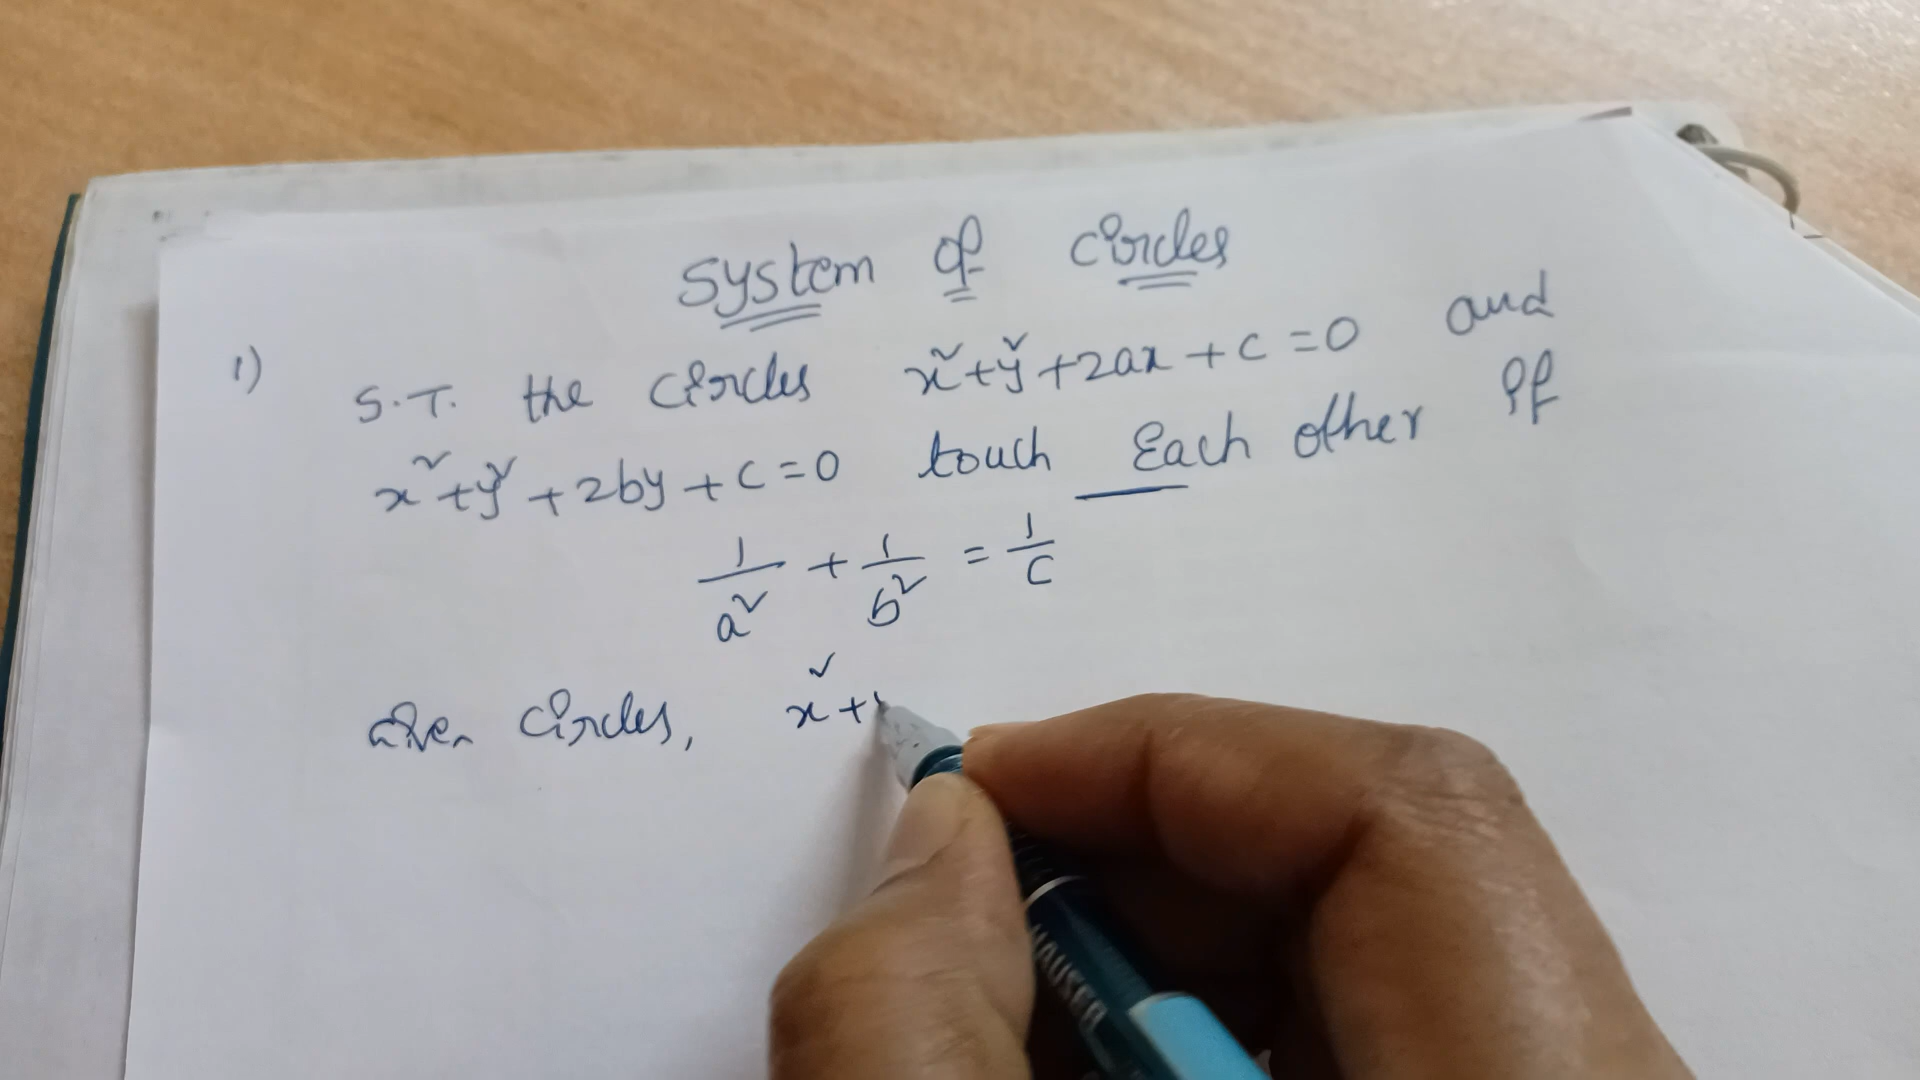 System of circles
1) S.T. the circles x²+y²+2ax+c=0 and
x²+y²+2by+c=0 touch Each other if
1/a² + 1/b² = 1/c
Given circles, x²+
HAUSER